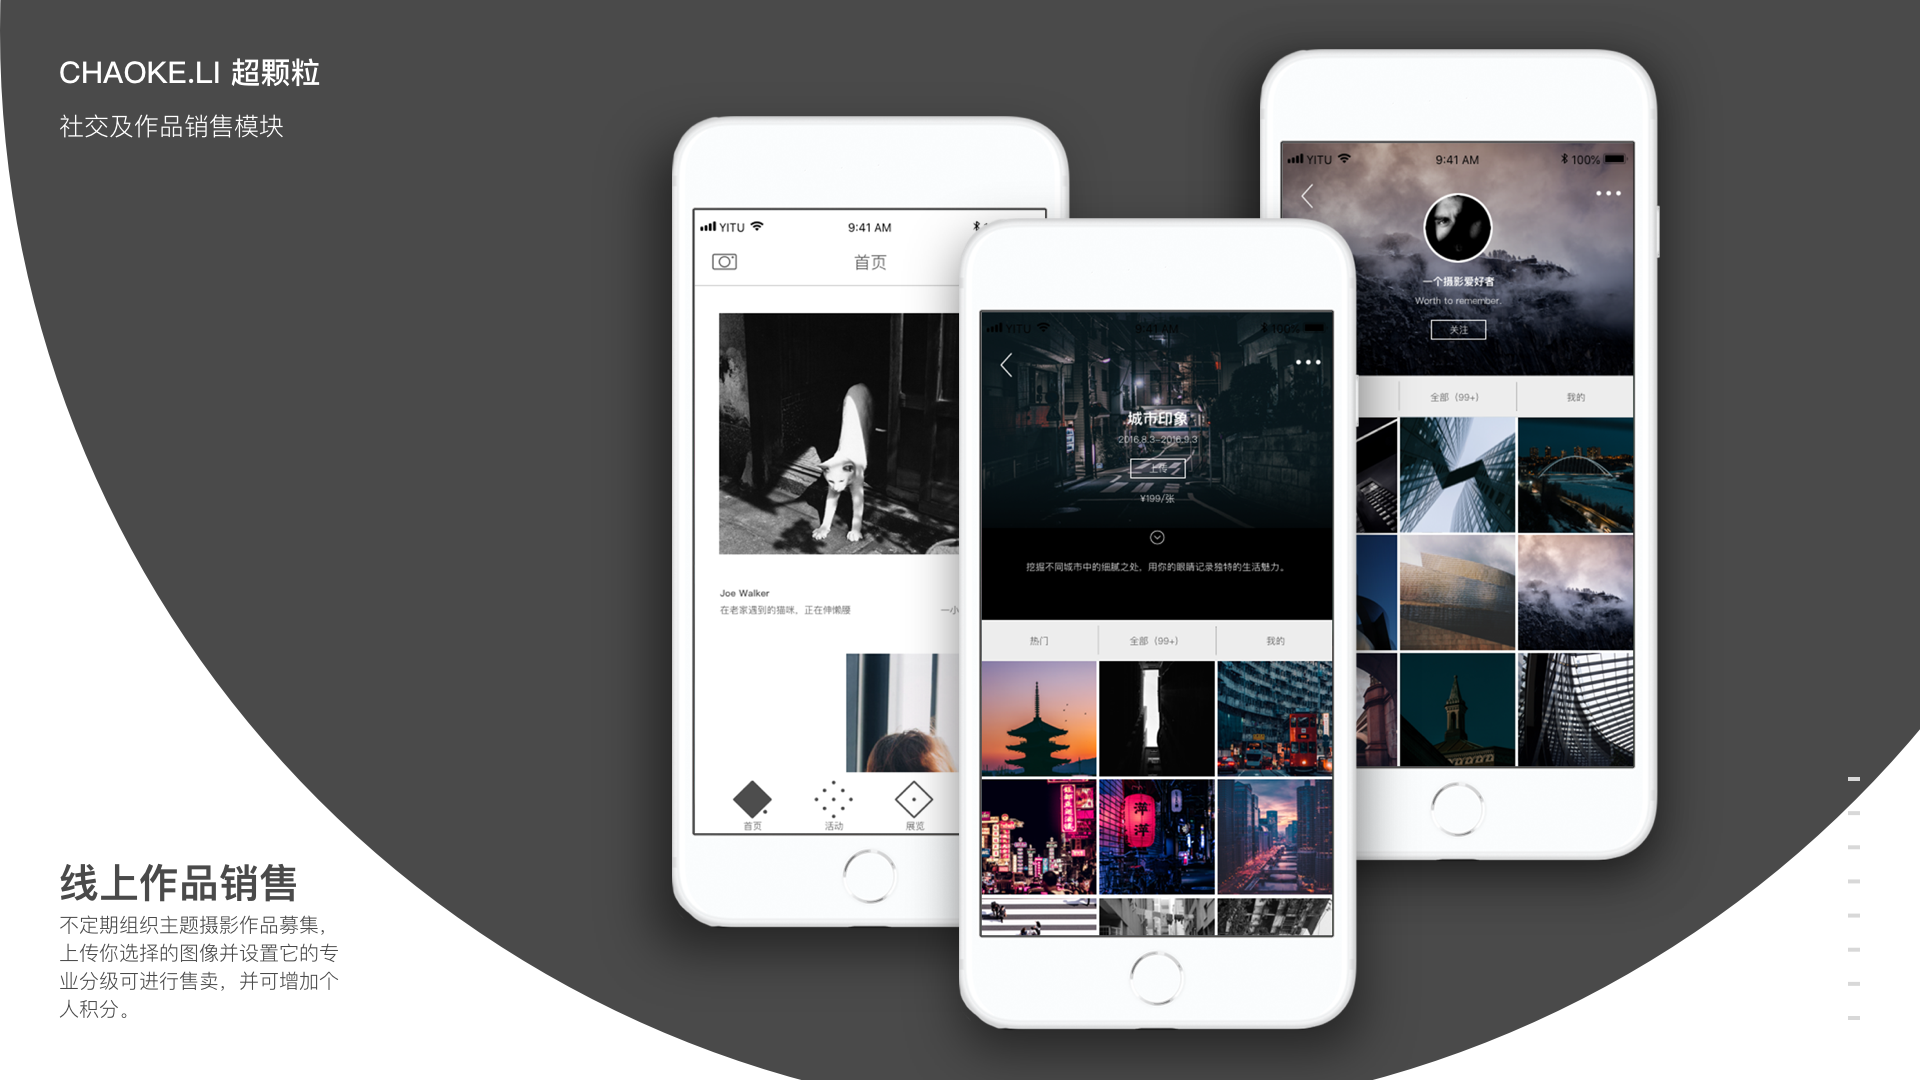 CHAOKE.LI 超颗粒
社交及作品销售模块
YITU
9:41 AM
首页
Joe Walker
在老家遇到的猫咪，正在伸懒腰
一小
首页
活动
展览
YITU
9:41 AM
100%
城市印象
2016.8.3-2016.9.3
上传
¥199/张
挖掘不同城市中的细腻之处，用你的眼睛记录独特的生活魅力。
热门
全部（99+）
我的
YITU
9:41 AM
100%
一个摄影爱好者
Worth to remember.
关注
全部（99+）
我的
线上作品销售
不定期组织主题摄影作品募集，
上传你选择的图像并设置它的专
业分级可进行售卖，并可增加个
人积分。